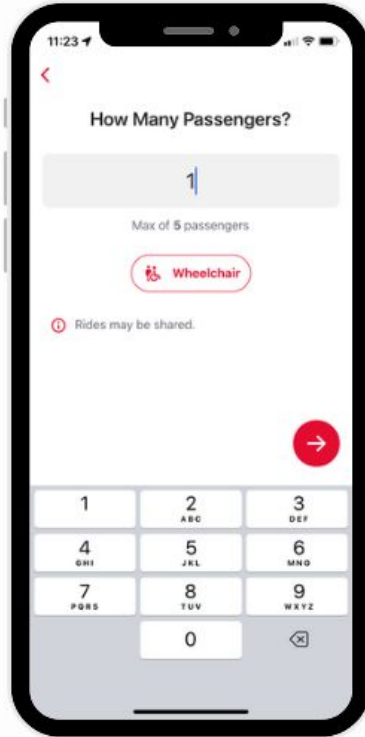 11:23
How Many Passengers?
1
Max of 5 passengers
Wheelchair
Rides may be shared.
1 2 ABC 3 DEF
4 GHI 5 JKL 6 MNO
7 PQRS 8 TUV 9 WXYZ
0